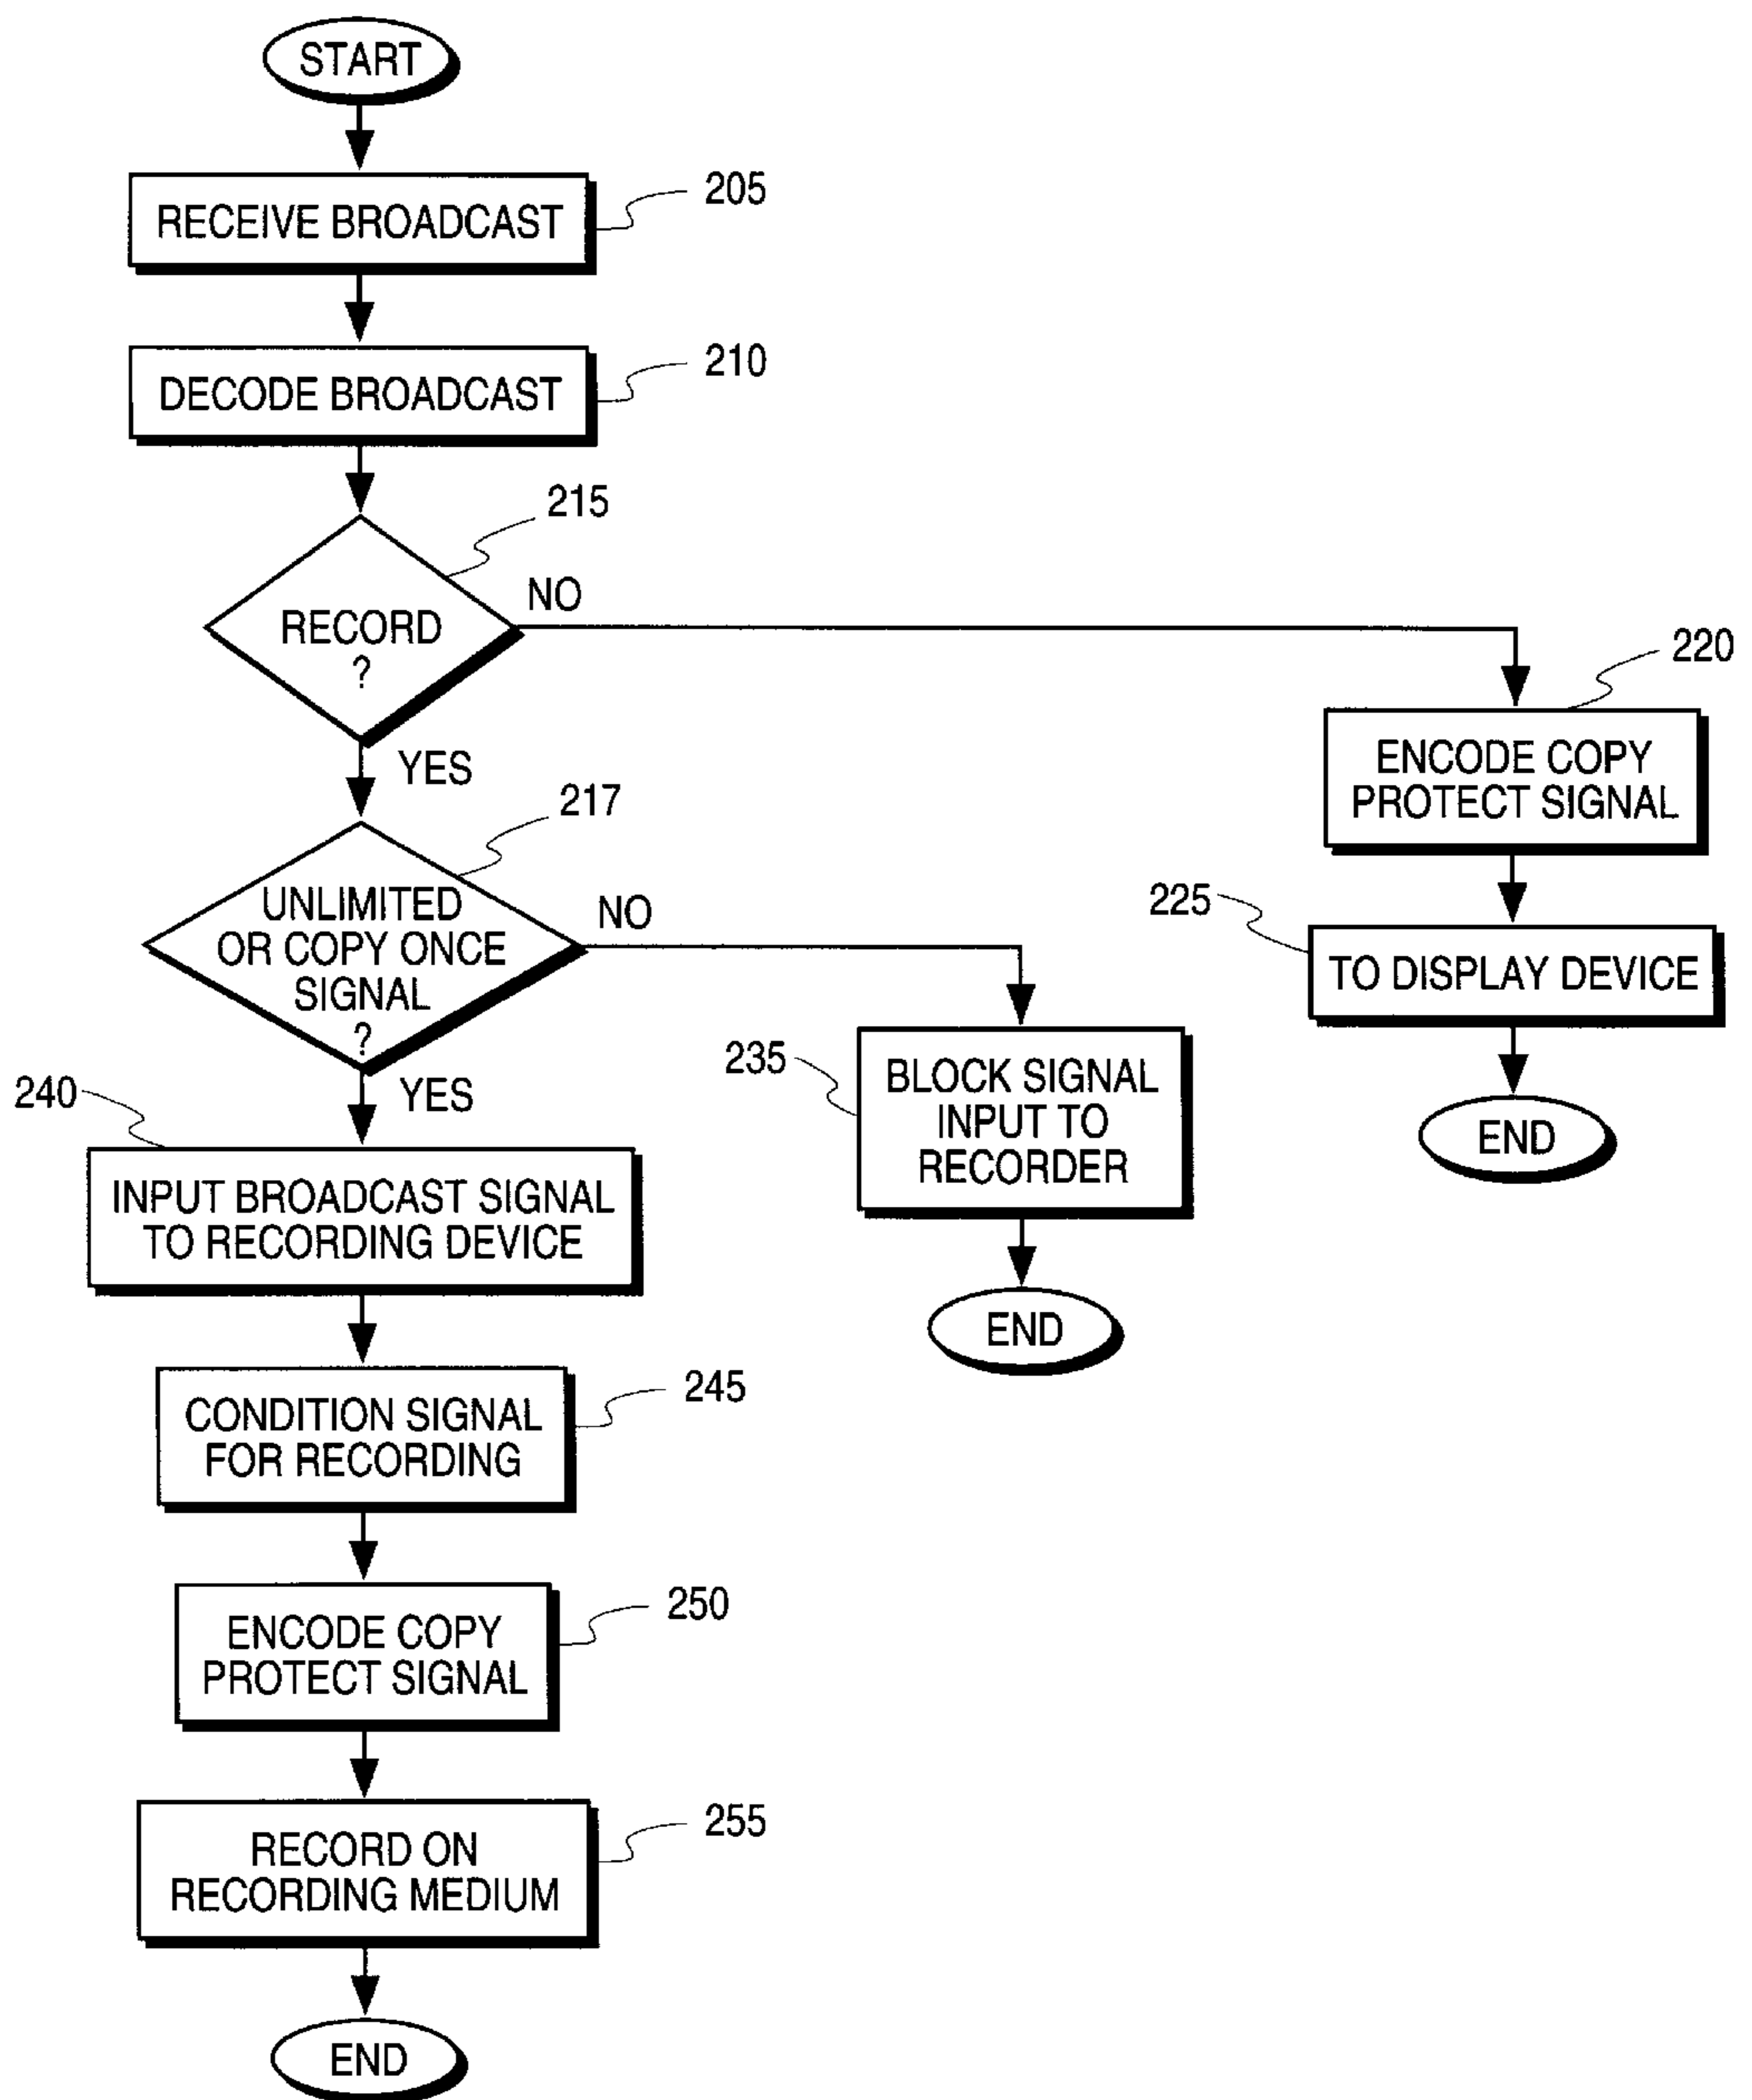 START
RECEIVE BROADCAST
205
DECODE BROADCAST
210
215
RECORD
?
NO
YES
220
ENCODE COPY
PROTECT SIGNAL
225
TO DISPLAY DEVICE
END
217
UNLIMITED
OR COPY ONCE
SIGNAL
?
NO
YES
235
BLOCK SIGNAL
INPUT TO
RECORDER
END
240
INPUT BROADCAST SIGNAL
TO RECORDING DEVICE
245
CONDITION SIGNAL
FOR RECORDING
250
ENCODE COPY
PROTECT SIGNAL
255
RECORD ON
RECORDING MEDIUM
END